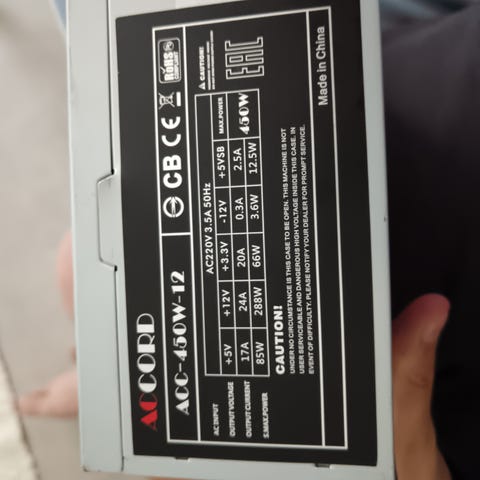 ACCORD
ACC-450W-12
CB CE RoHS COMPLIANT
AC INPUT AC220V 3.5A 50Hz
OUTPUT VOLTAGE +5V +12V +3.3V -12V +5VSB MAX.POWER
OUTPUT CURRENT 17A 24A 20A 0.3A 2.5A 450W
S.MAX.POWER 85W 288W 66W 3.6W 12.5W
CAUTION!
EAC
CAUTION!
UNDER NO CIRCUMSTANCE IS THIS CASE TO BE OPEN. THIS MACHINE IS NOT
USER SERVICEABLE AND DANGEROUS HIGH VOLTAGE INSIDE THIS CASE. IN
EVENT OF DIFFICULTY. PLEASE NOTIFY YOUR DEALER FOR PROMPT SERVICE.
Made in China